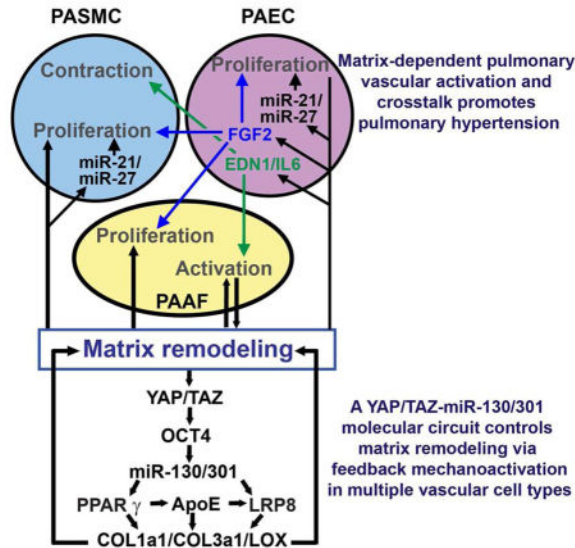 PASMC
PAEC
Contraction
Proliferation
miR-21/
miR-27
Proliferation
miR-21/
miR-27
FGF2
EDN1/IL6
Matrix-dependent pulmonary
vascular activation and
crosstalk promotes
pulmonary hypertension
Proliferation
Activation
PAAF
Matrix remodeling
YAP/TAZ
OCT4
miR-130/301
PPAR γ
ApoE
LRP8
COL1a1/COL3a1/LOX
A YAP/TAZ-miR-130/301
molecular circuit controls
matrix remodeling via
feedback mechanoactivation
in multiple vascular cell types